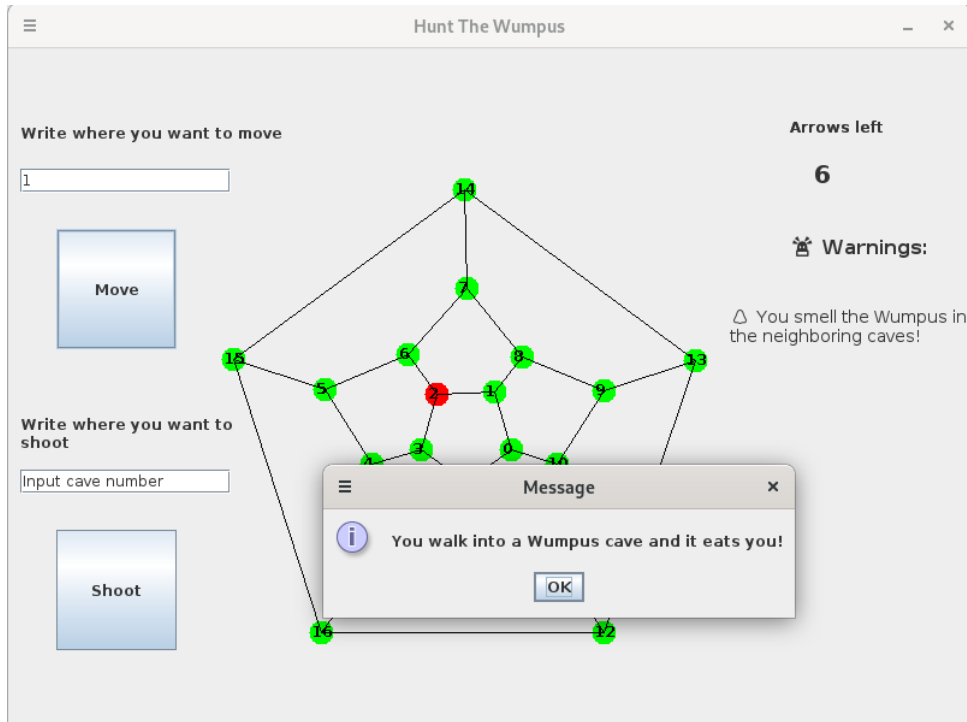 Hunt The Wumpus
Write where you want to move
Arrows left
1
6
14
Warnings:
Move
7
You smell the Wumpus in
the neighboring caves!
6
8
15
13
5
9
2
1
Write where you want to
shoot
3
0
4
10
Input cave number
Message
You walk into a Wumpus cave and it eats you!
OK
Shoot
16
12